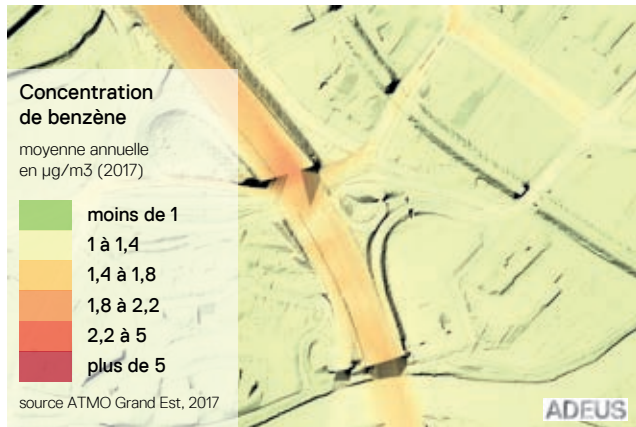 Concentration
de benzène
moyenne annuelle
en µg/m3 (2017)
moins de 1
1 à 1,4
1,4 à 1,8
1,8 à 2,2
2,2 à 5
plus de 5
source ATMO Grand Est, 2017
ADEUS